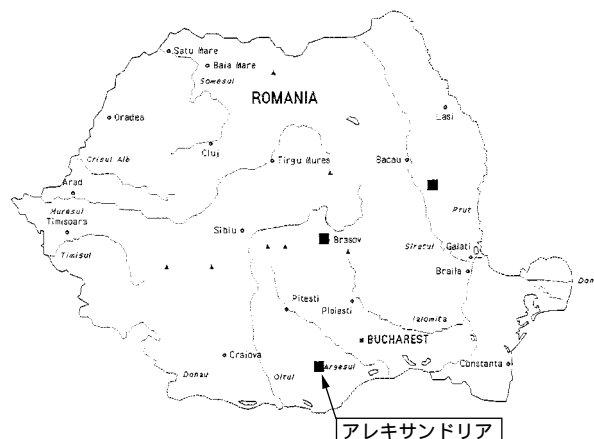 Satu Mare
Baia Mare
Somesul
ROMANIA
Oradea
Iasi
Cluj
Tirgu Mures
Bacau
Crisul Alb
Arad
Muresul
Timisoara
Prut
Sibiu
Brasov
Siretul
Galati
Timisul
Braila
Don
Pitesti
Ploiesti
Ialomita
BUCHAREST
Craiova
Constanta
Donau
Oltul
Argesul
アレキサンドリア